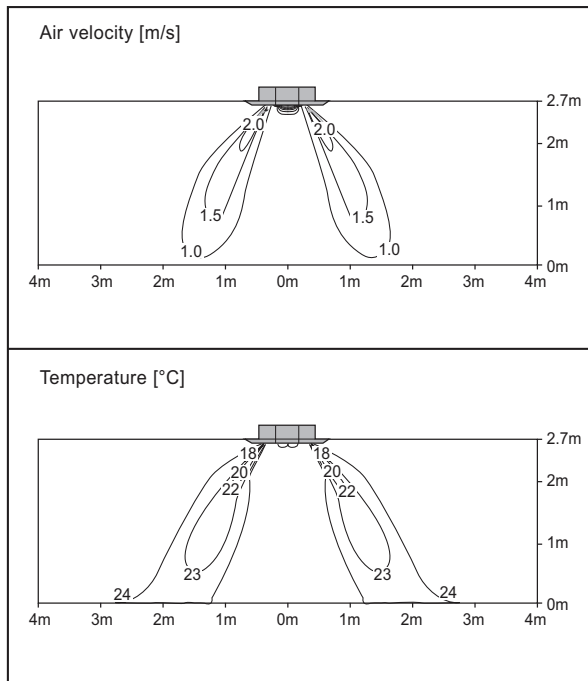 Air velocity [m/s]
2.7m
2.0 2.0
2m
1.5 1.5
1m
1.0 1.0
0m
4m 3m 2m 1m 0m 1m 2m 3m 4m
Temperature [°C]
2.7m
18 18
20 20
2m
22 22
1m
23 23
24 24
0m
4m 3m 2m 1m 0m 1m 2m 3m 4m